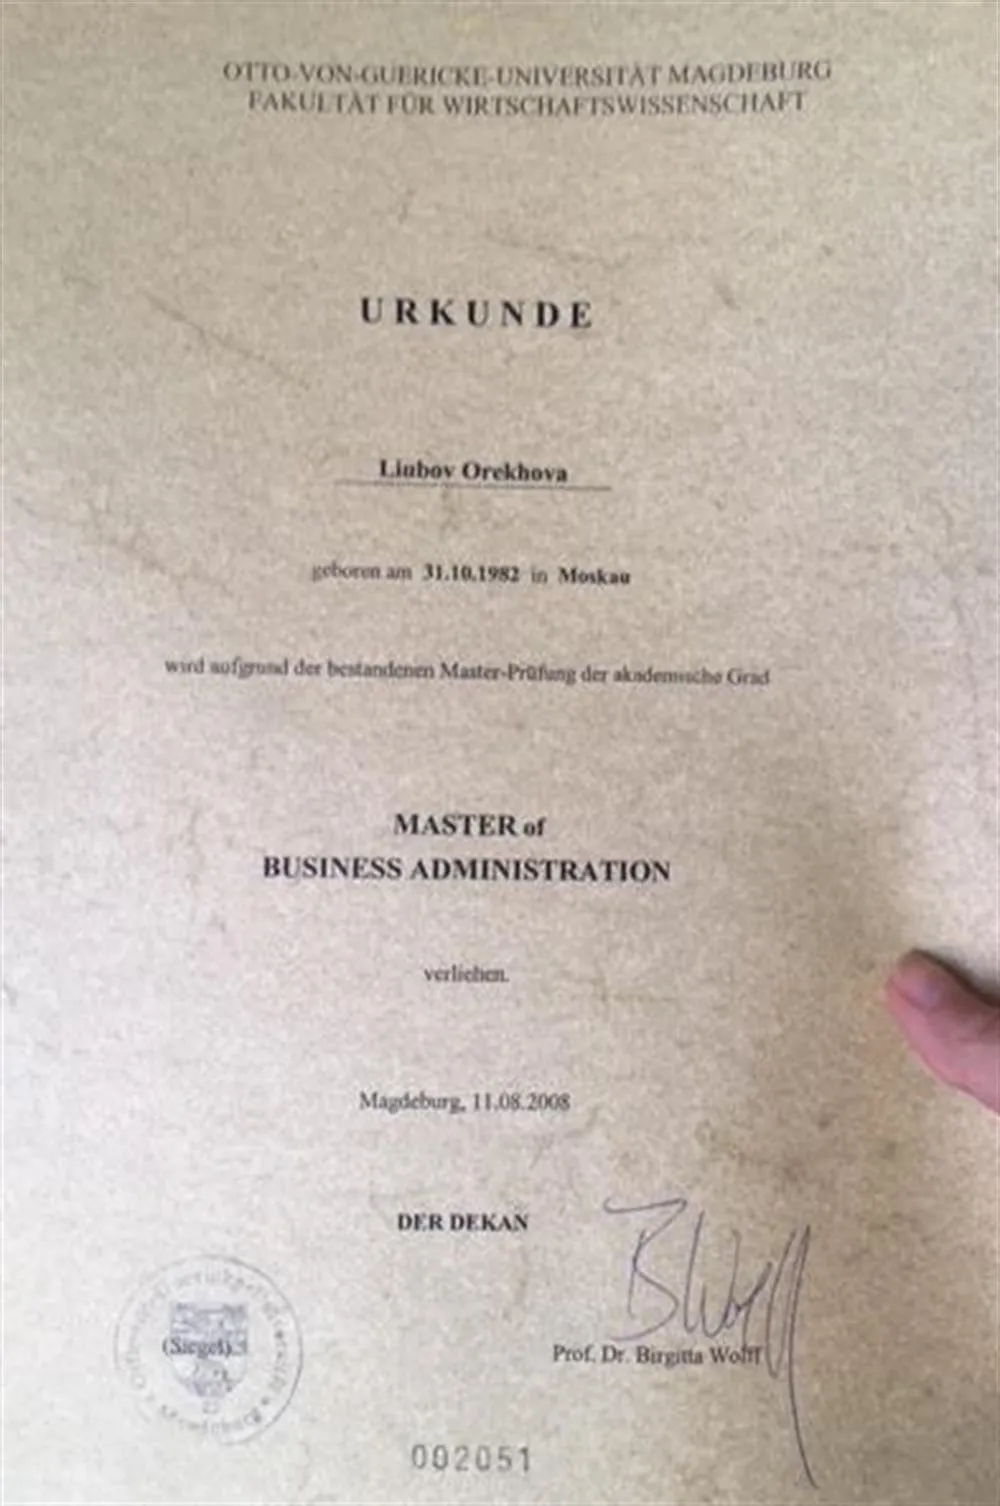 OTTO-VON-GUERICKE-UNIVERSITÄT MAGDEBURG
FAKULTÄT FÜR WIRTSCHAFTSWISSENSCHAFT
URKUNDE
Liubov Orekhova
geboren am 31.10.1982 in Moskau
wird aufgrund der bestandenen Master-Prüfung der akademische Grad
MASTER of
BUSINESS ADMINISTRATION
verliehen.
Magdeburg, 11.08.2008
DER DEKAN
BWolff
(Siegel)
Prof. Dr. Birgitta Wolff
002051